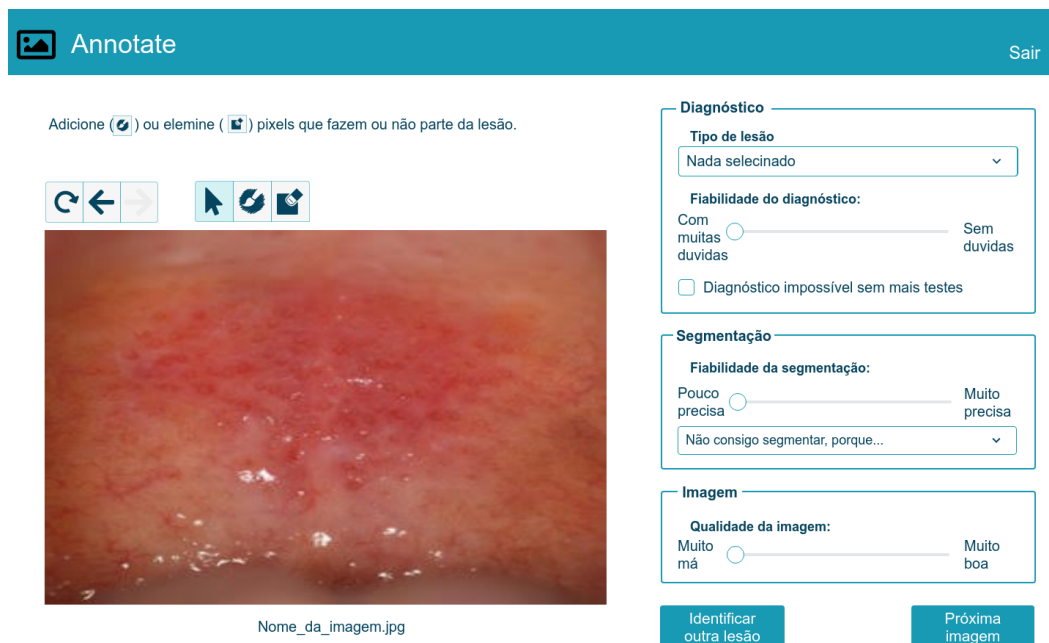 Annotate
Sair
Adicione ( ) ou elemine ( ) pixels que fazem ou não parte da lesão.
Nome_da_imagem.jpg
Diagnóstico
Tipo de lesão
Nada selecinado
Fiabilidade do diagnóstico:
Com
muitas
duvidas
Sem
duvidas
Diagnóstico impossível sem mais testes
Segmentação
Fiabilidade da segmentação:
Pouco
precisa
Muito
precisa
Não consigo segmentar, porque...
Imagem
Qualidade da imagem:
Muito
má
Muito
boa
Identificar
outra lesão
Próxima
imagem